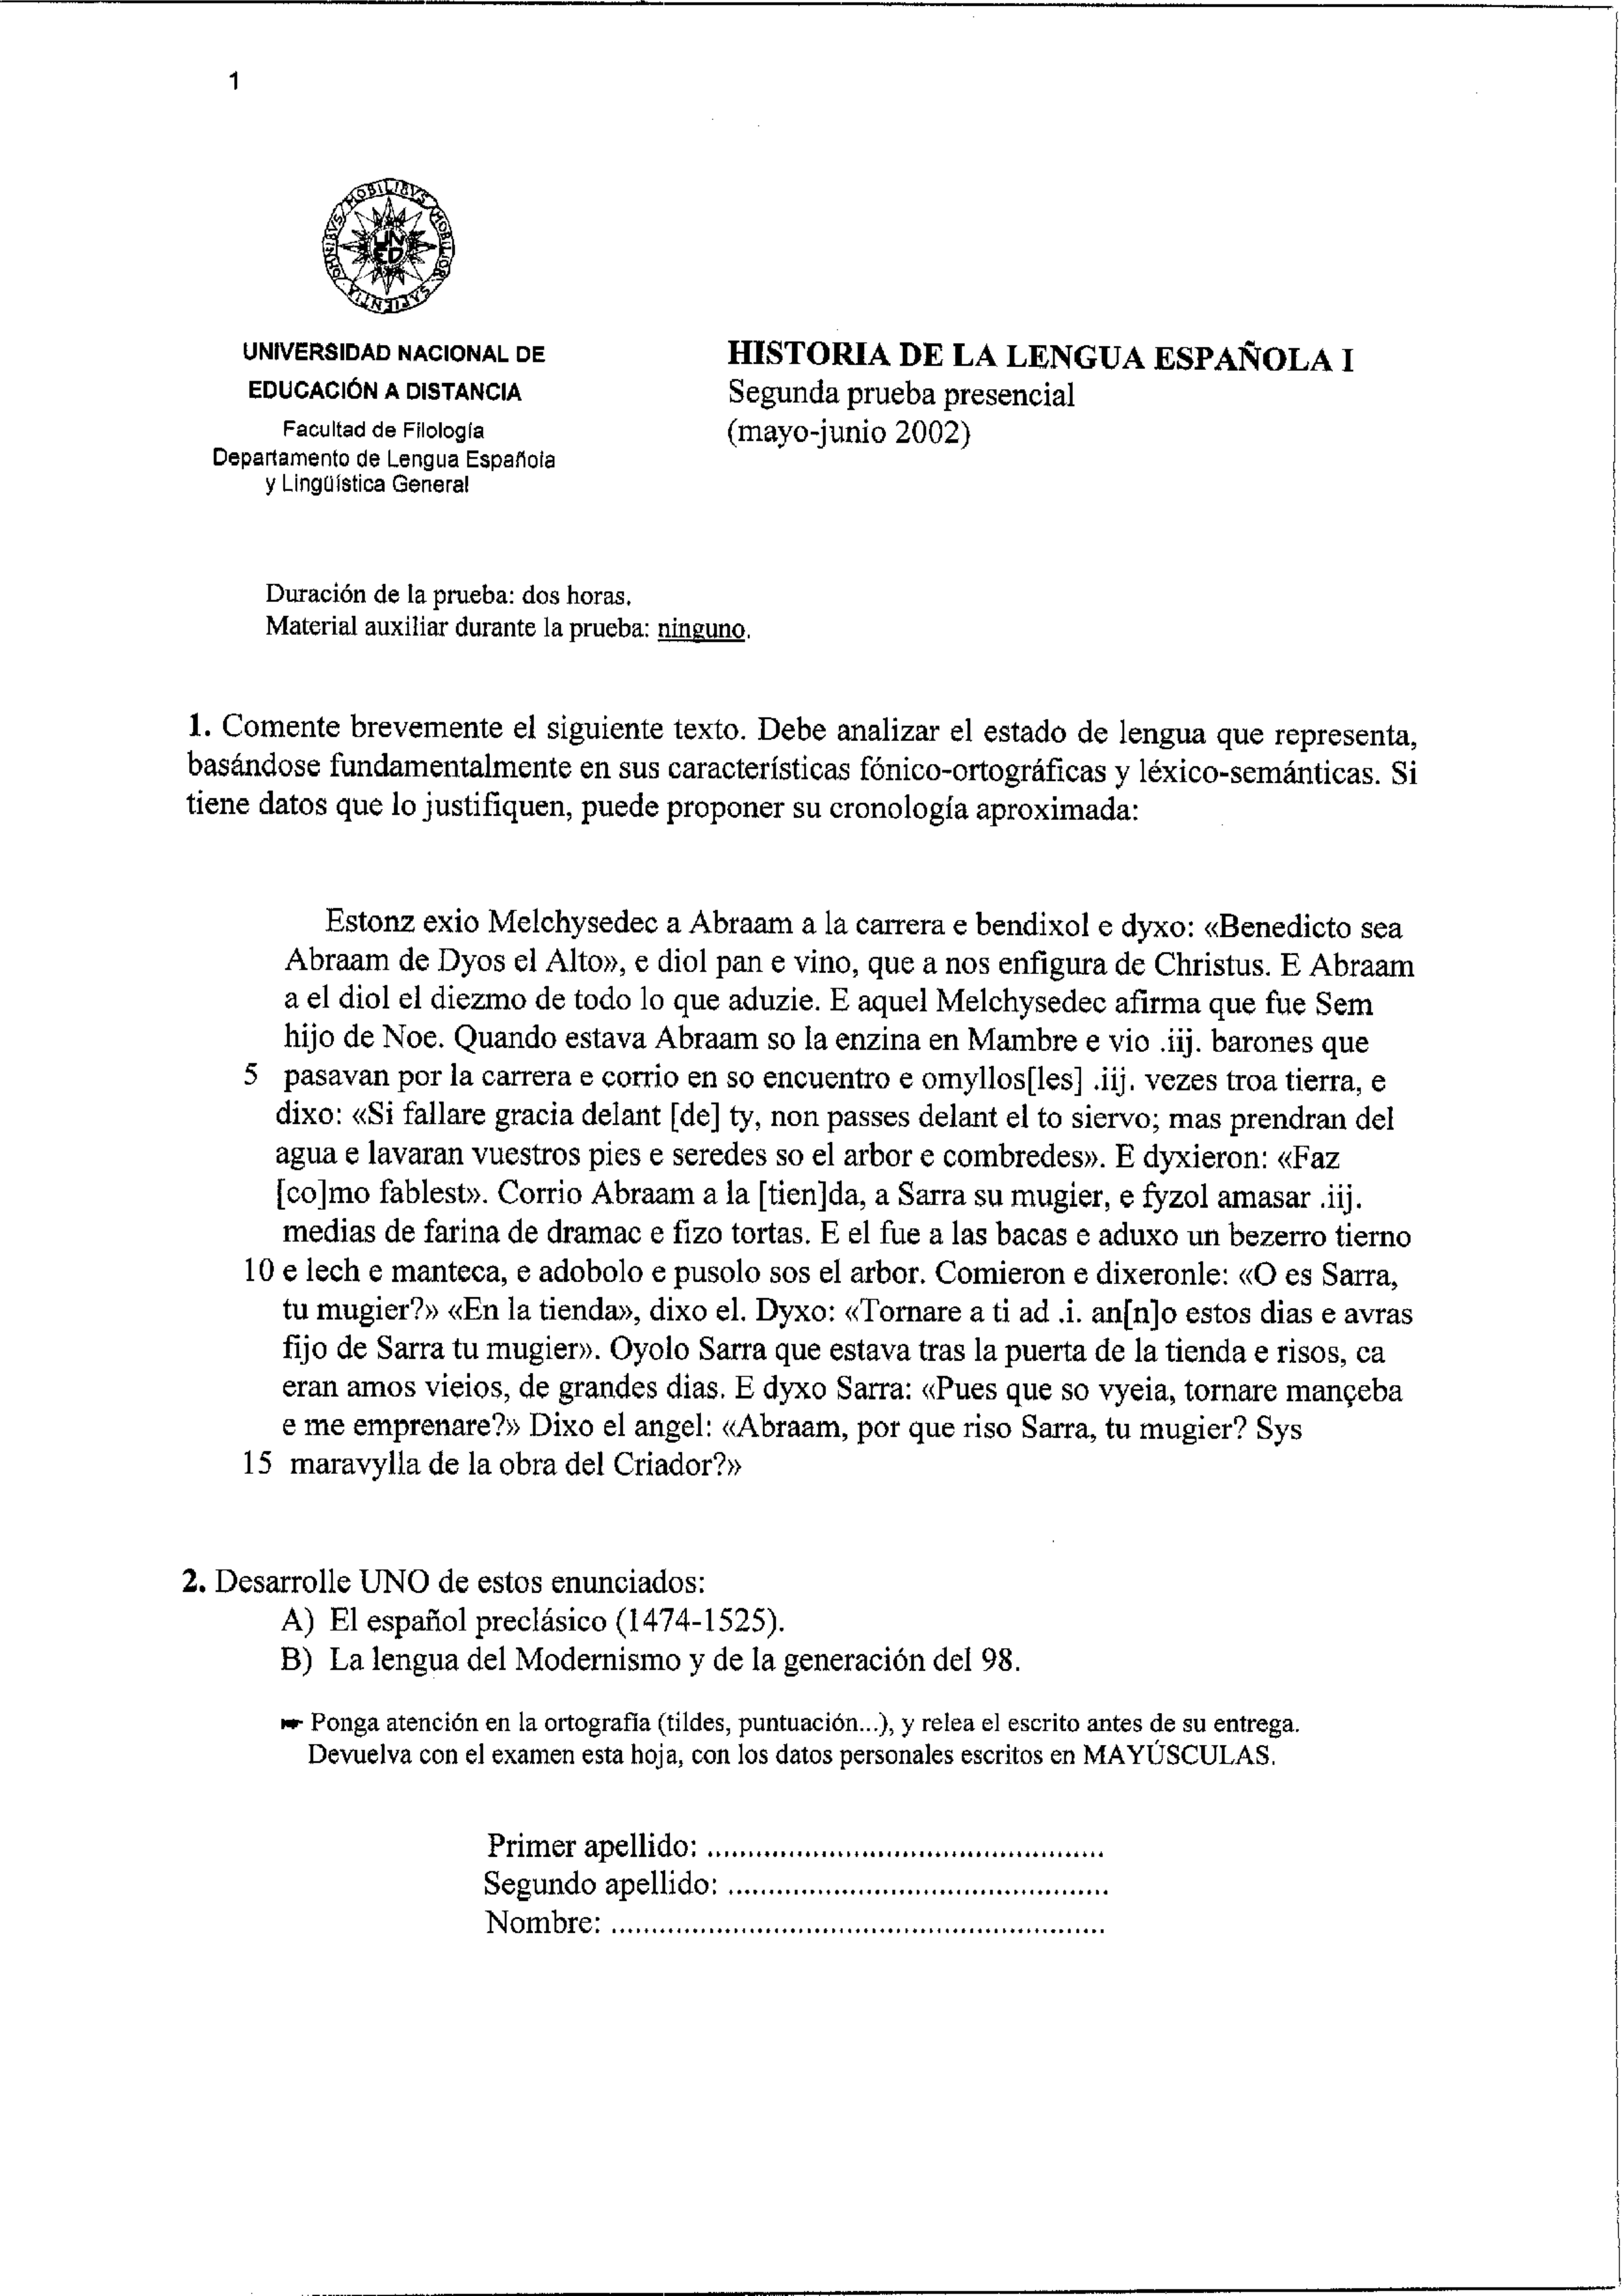 1
OMNIBVS MOBILIBVS MOBILIOR SAPIENTIA
UNED
UNIVERSIDAD NACIONAL DE
EDUCACIÓN A DISTANCIA
Facultad de Filología
Departamento de Lengua Española
y Lingüística General
HISTORIA DE LA LENGUA ESPAÑOLA I
Segunda prueba presencial
(mayo-junio 2002)
Duración de la prueba: dos horas.
Material auxiliar durante la prueba: ninguno.
1. Comente brevemente el siguiente texto. Debe analizar el estado de lengua que representa,
basándose fundamentalmente en sus características fónico-ortográficas y léxico-semánticas. Si
tiene datos que lo justifiquen, puede proponer su cronología aproximada:
Estonz exio Melchysedec a Abraam a la carrera e bendixol e dyxo: «Benedicto sea
Abraam de Dyos el Alto», e diol pan e vino, que a nos enfigura de Christus. E Abraam
a el diol el diezmo de todo lo que aduzie. E aquel Melchysedec afirma que fue Sem
hijo de Noe. Quando estava Abraam so la enzina en Mambre e vio .iij. barones que
5 pasavan por la carrera e corrio en so encuentro e omyllos[les] .iij. vezes troa tierra, e
dixo: «Si fallare gracia delant [de] ty, non passes delant el to siervo; mas prendran del
agua e lavaran vuestros pies e seredes so el arbor e combredes». E dyxieron: «Faz
[co]mo fablest». Corrio Abraam a la [tien]da, a Sarra su mugier, e fyzol amasar .iij.
medias de farina de dramac e fizo tortas. E el fue a las bacas e aduxo un bezerro tierno
10 e lech e manteca, e adobolo e pusolo sos el arbor. Comieron e dixeronle: «O es Sarra,
tu mugier?» «En la tienda», dixo el. Dyxo: «Tornare a ti ad .i. an[n]o estos dias e avras
fijo de Sarra tu mugier». Oyolo Sarra que estava tras la puerta de la tienda e risos, ca
eran amos vieios, de grandes dias. E dyxo Sarra: «Pues que so vyeia, tornare mançeba
e me emprenare?» Dixo el angel: «Abraam, por que riso Sarra, tu mugier? Sys
15 maravylla de la obra del Criador?»
2. Desarrolle UNO de estos enunciados:
A) El español preclásico (1474-1525).
B) La lengua del Modernismo y de la generación del 98.
☛ Ponga atención en la ortografía (tildes, puntuación...), y relea el escrito antes de su entrega.
Devuelva con el examen esta hoja, con los datos personales escritos en MAYÚSCULAS.
Primer apellido: ................................................
Segundo apellido: ..............................................
Nombre: ............................................................